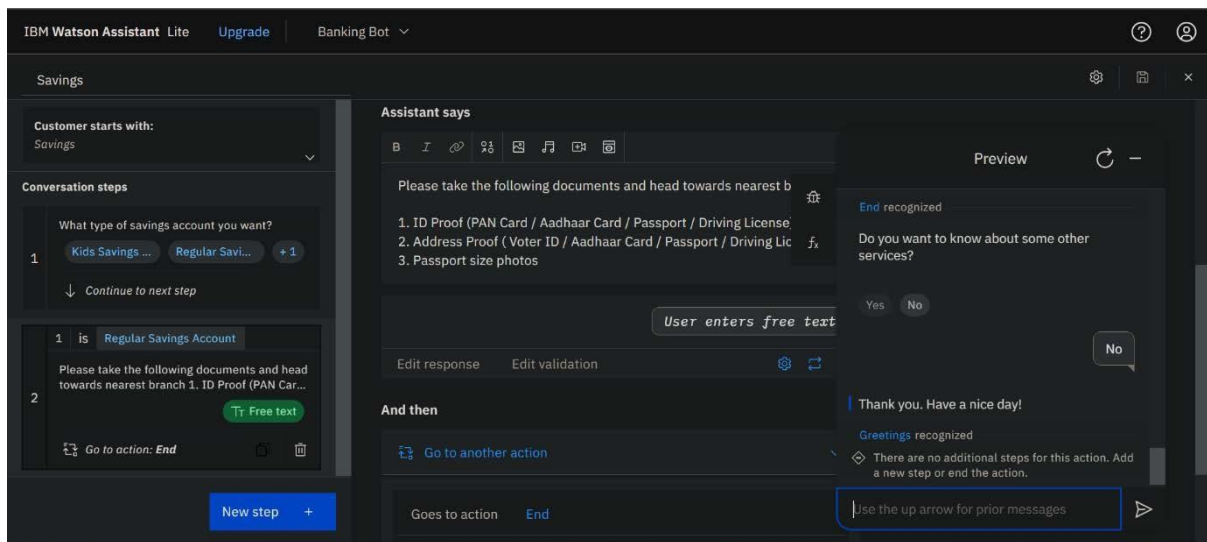 IBM Watson Assistant Lite Upgrade Banking Bot
Savings
Customer starts with:
Savings
Conversation steps
1
What type of savings account you want?
Kids Savings ... Regular Savi... + 1
Continue to next step
2
1 is Regular Savings Account
Please take the following documents and head
towards nearest branch 1. ID Proof (PAN Car...
Tт Free text
Go to action: End
New step +
Assistant says
B I
Please take the following documents and head towards nearest b
1. ID Proof (PAN Card / Aadhaar Card / Passport / Driving License)
2. Address Proof ( Voter ID / Aadhaar Card / Passport / Driving Lic
3. Passport size photos
User enters free text
Edit response Edit validation
And then
Go to another action
Goes to action End
fx
Preview
End recognized
Do you want to know about some other
services?
Yes No
No
Thank you. Have a nice day!
Greetings recognized
There are no additional steps for this action. Add
a new step or end the action.
Use the up arrow for prior messages